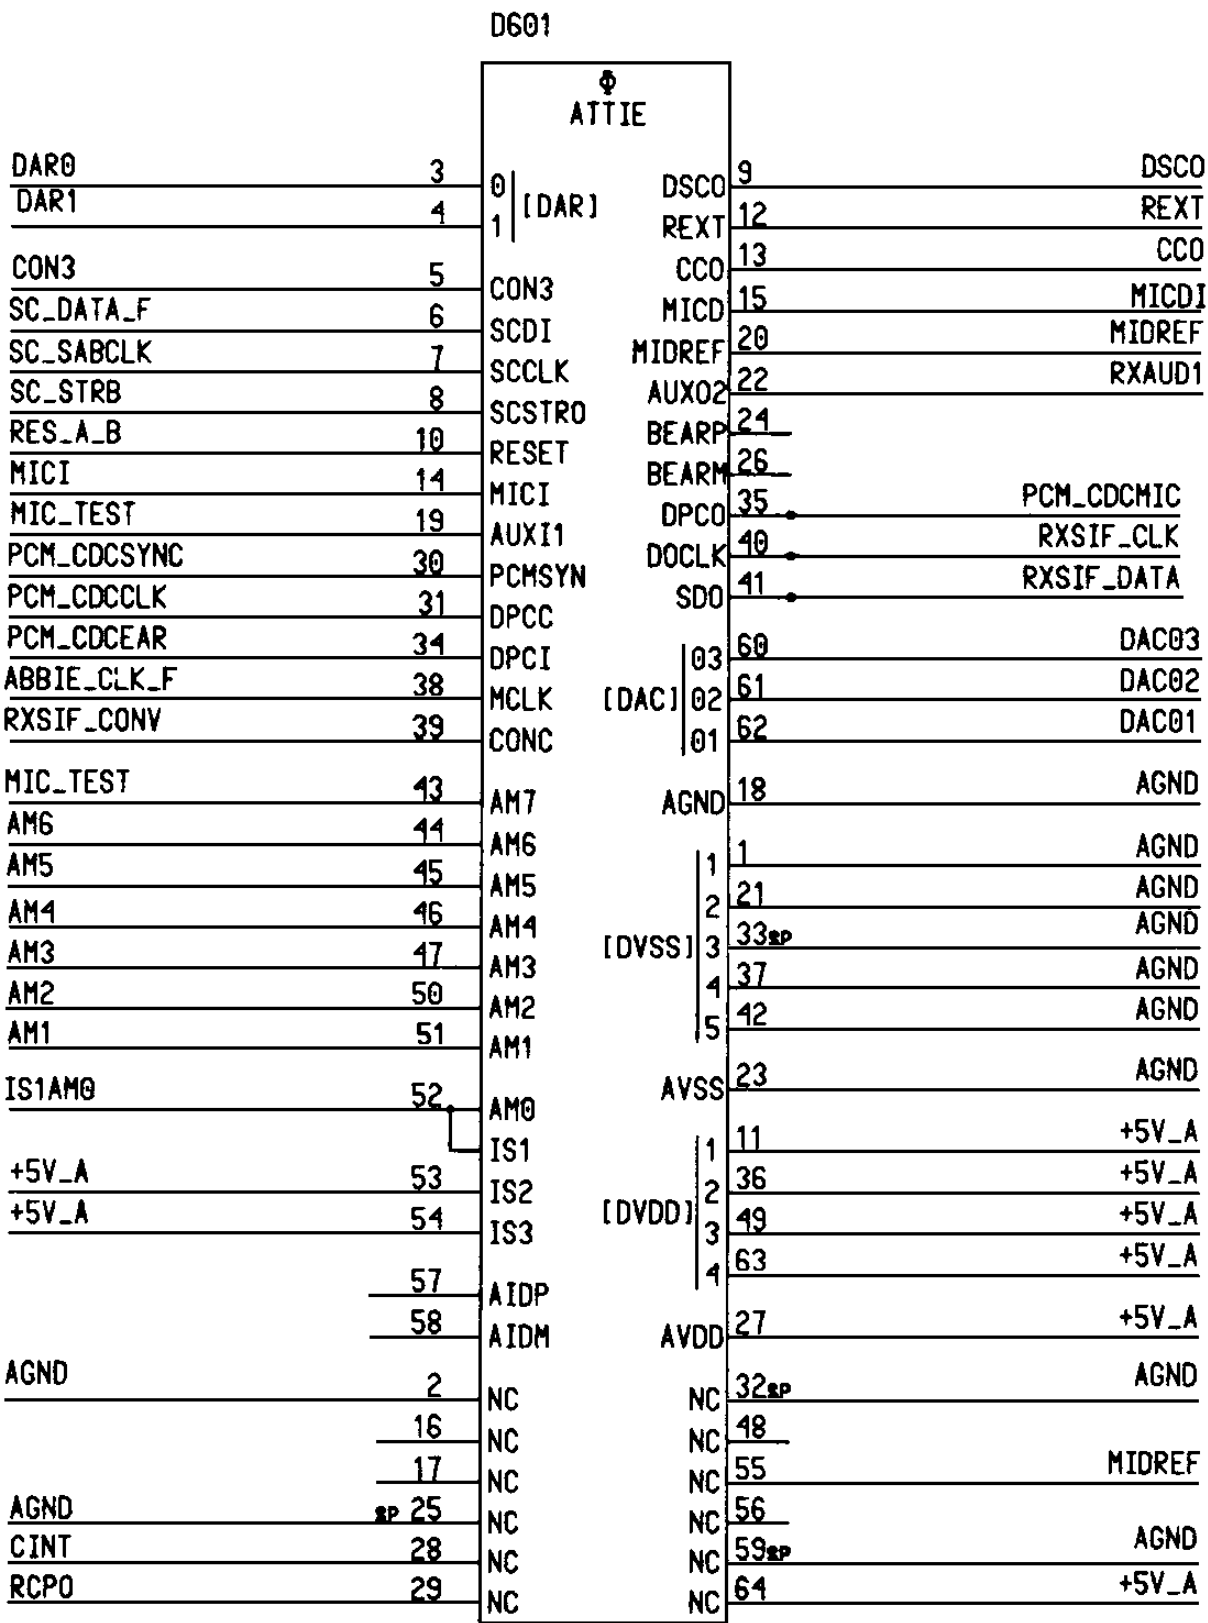 D601
Φ
ATTIE
DAR0 3 0 [DAR] DSCO 9 DSCO
DAR1 4 1 REXT 12 REXT
CON3 5 CON3 CCO 13 CCO
SC_DATA_F 6 SCDI MICD 15 MICDI
SC_SABCLK 7 SCCLK MIDREF 20 MIDREF
SC_STRB 8 SCSTRO AUXO2 22 RXAUD1
RES_A_B 10 RESET BEARP 24
MICI 14 MICI BEARM 26
MIC_TEST 19 AUXI1 DPCO 35 PCM_CDCMIC
PCM_CDCSYNC 30 PCMSYN DOCLK 40 RXSIF_CLK
PCM_CDCCLK 31 DPCC SDO 41 RXSIF_DATA
PCM_CDCEAR 34 DPCI 03 60 DAC03
ABBIE_CLK_F 38 MCLK [DAC] 02 61 DAC02
RXSIF_CONV 39 CONC 01 62 DAC01
MIC_TEST 43 AM7 AGND 18 AGND
AM6 44 AM6 1 1 AGND
AM5 45 AM5 2 21 AGND
AM4 46 AM4 [DVSS] 3 33 SP AGND
AM3 47 AM3 4 37 AGND
AM2 50 AM2 5 42 AGND
AM1 51 AM1
IS1AM0 52 AM0 AVSS 23 AGND
IS1 1 11 +5V_A
+5V_A 53 IS2 [DVDD] 2 36 +5V_A
+5V_A 54 IS3 3 49 +5V_A
57 AIDP 4 63 +5V_A
58 AIDM AVDD 27 +5V_A
AGND 2 NC NC 32 SP AGND
16 NC NC 48
17 NC NC 55 MIDREF
AGND SP 25 NC NC 56
CINT 28 NC NC 59 SP AGND
RCPO 29 NC NC 64 +5V_A